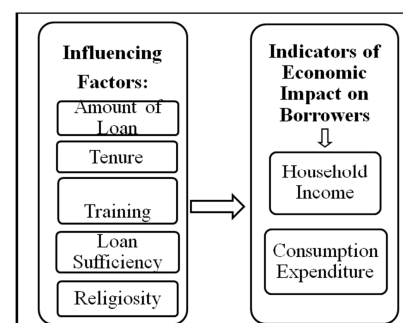 Influencing
Factors:
Amount of
Loan
Tenure
Training
Loan
Sufficiency
Religiosity
Indicators of
Economic
Impact on
Borrowers
Household
Income
Consumption
Expenditure